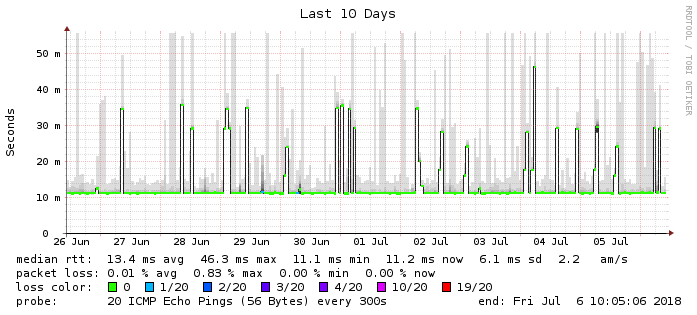 Last 10 Days
RRDTOOL / TOBI OETIKER
Seconds
50 m
40 m
30 m
20 m
10 m
0
26 Jun 27 Jun 28 Jun 29 Jun 30 Jun 01 Jul 02 Jul 03 Jul 04 Jul 05 Jul
median rtt: 13.4 ms avg 46.3 ms max 11.1 ms min 11.2 ms now 6.1 ms sd 2.2 am/s
packet loss: 0.01 % avg 0.83 % max 0.00 % min 0.00 % now
loss color: 0 1/20 2/20 3/20 4/20 10/20 19/20
probe: 20 ICMP Echo Pings (56 Bytes) every 300s end: Fri Jul 6 10:05:06 2018